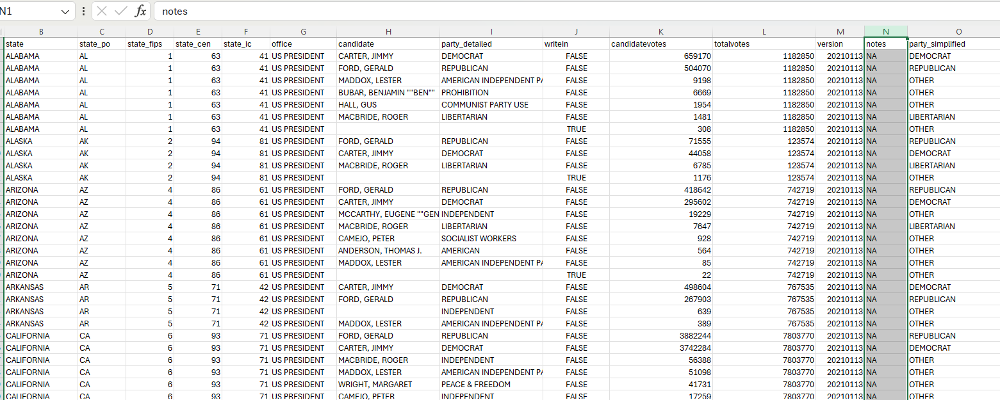 N1 fx notes
B C D E F G H I J K L M N O
state state_po state_fips state_cen state_ic office candidate party_detailed writein candidatevotes totalvotes version notes party_simplified
ALABAMA AL 1 63 41 US PRESIDENT CARTER, JIMMY DEMOCRAT FALSE 659170 1182850 20210113 NA DEMOCRAT
ALABAMA AL 1 63 41 US PRESIDENT FORD, GERALD REPUBLICAN FALSE 504070 1182850 20210113 NA REPUBLICAN
ALABAMA AL 1 63 41 US PRESIDENT MADDOX, LESTER AMERICAN INDEPENDENT PA FALSE 9198 1182850 20210113 NA OTHER
ALABAMA AL 1 63 41 US PRESIDENT BUBAR, BENJAMIN ""BEN"" PROHIBITION FALSE 6669 1182850 20210113 NA OTHER
ALABAMA AL 1 63 41 US PRESIDENT HALL, GUS COMMUNIST PARTY USE FALSE 1954 1182850 20210113 NA OTHER
ALABAMA AL 1 63 41 US PRESIDENT MACBRIDE, ROGER LIBERTARIAN FALSE 1481 1182850 20210113 NA LIBERTARIAN
ALABAMA AL 1 63 41 US PRESIDENT TRUE 308 1182850 20210113 NA OTHER
ALASKA AK 2 94 81 US PRESIDENT FORD, GERALD REPUBLICAN FALSE 71555 123574 20210113 NA REPUBLICAN
ALASKA AK 2 94 81 US PRESIDENT CARTER, JIMMY DEMOCRAT FALSE 44058 123574 20210113 NA DEMOCRAT
ALASKA AK 2 94 81 US PRESIDENT MACBRIDE, ROGER LIBERTARIAN FALSE 6785 123574 20210113 NA LIBERTARIAN
ALASKA AK 2 94 81 US PRESIDENT TRUE 1176 123574 20210113 NA OTHER
ARIZONA AZ 4 86 61 US PRESIDENT FORD, GERALD REPUBLICAN FALSE 418642 742719 20210113 NA REPUBLICAN
ARIZONA AZ 4 86 61 US PRESIDENT CARTER, JIMMY DEMOCRAT FALSE 295602 742719 20210113 NA DEMOCRAT
ARIZONA AZ 4 86 61 US PRESIDENT MCCARTHY, EUGENE ""GEN INDEPENDENT FALSE 19229 742719 20210113 NA OTHER
ARIZONA AZ 4 86 61 US PRESIDENT MACBRIDE, ROGER LIBERTARIAN FALSE 7647 742719 20210113 NA LIBERTARIAN
ARIZONA AZ 4 86 61 US PRESIDENT CAMEJO, PETER SOCIALIST WORKERS FALSE 928 742719 20210113 NA OTHER
ARIZONA AZ 4 86 61 US PRESIDENT ANDERSON, THOMAS J. AMERICAN FALSE 564 742719 20210113 NA OTHER
ARIZONA AZ 4 86 61 US PRESIDENT MADDOX, LESTER AMERICAN INDEPENDENT PA FALSE 85 742719 20210113 NA OTHER
ARIZONA AZ 4 86 61 US PRESIDENT TRUE 22 742719 20210113 NA OTHER
ARKANSAS AR 5 71 42 US PRESIDENT CARTER, JIMMY DEMOCRAT FALSE 498604 767535 20210113 NA DEMOCRAT
ARKANSAS AR 5 71 42 US PRESIDENT FORD, GERALD REPUBLICAN FALSE 267903 767535 20210113 NA REPUBLICAN
ARKANSAS AR 5 71 42 US PRESIDENT INDEPENDENT FALSE 639 767535 20210113 NA OTHER
ARKANSAS AR 5 71 42 US PRESIDENT MADDOX, LESTER AMERICAN INDEPENDENT PA FALSE 389 767535 20210113 NA OTHER
CALIFORNIA CA 6 93 71 US PRESIDENT FORD, GERALD REPUBLICAN FALSE 3882244 7803770 20210113 NA REPUBLICAN
CALIFORNIA CA 6 93 71 US PRESIDENT CARTER, JIMMY DEMOCRAT FALSE 3742284 7803770 20210113 NA DEMOCRAT
CALIFORNIA CA 6 93 71 US PRESIDENT MACBRIDE, ROGER INDEPENDENT FALSE 56388 7803770 20210113 NA OTHER
CALIFORNIA CA 6 93 71 US PRESIDENT MADDOX, LESTER AMERICAN INDEPENDENT PA FALSE 51098 7803770 20210113 NA OTHER
CALIFORNIA CA 6 93 71 US PRESIDENT WRIGHT, MARGARET PEACE & FREEDOM FALSE 41731 7803770 20210113 NA OTHER
CALIFORNIA CA 6 93 71 US PRESIDENT CAMEJO, PETER INDEPENDENT FALSE 17259 7803770 20210113 NA OTHER